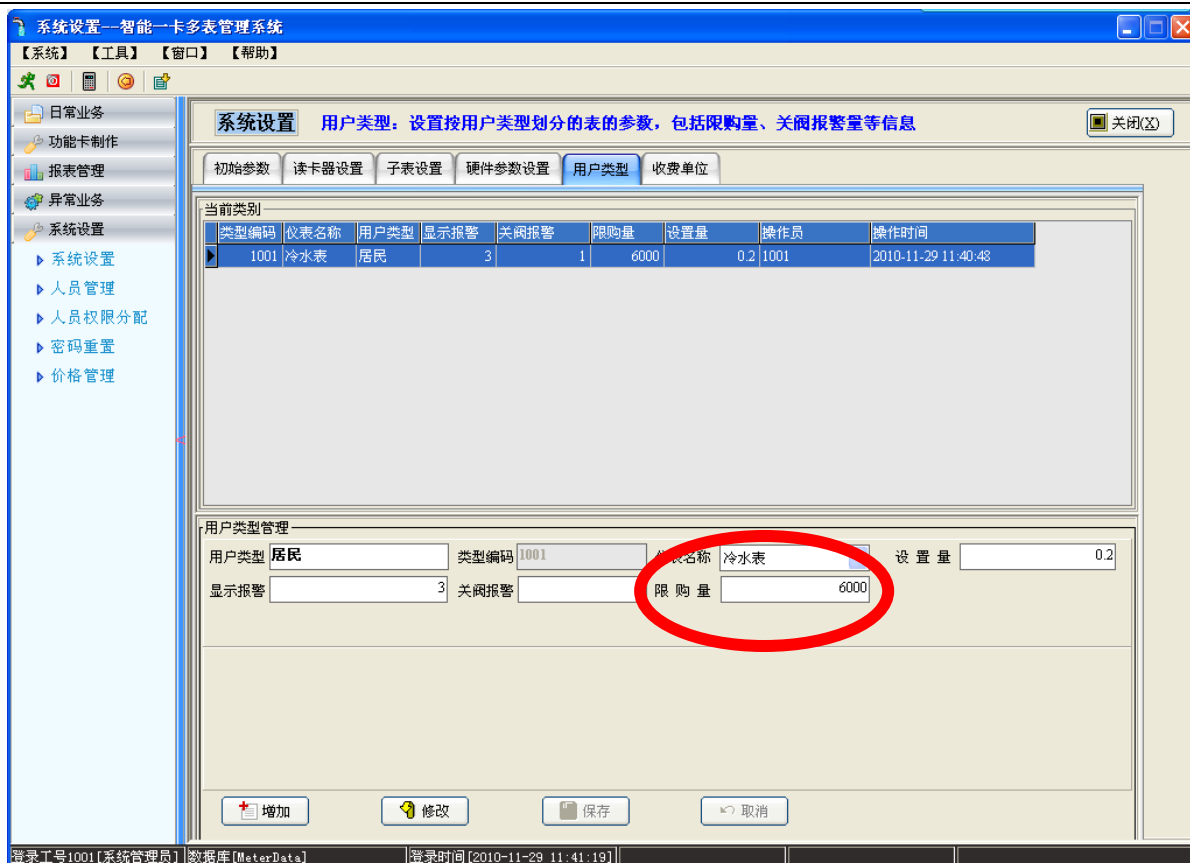 系统设置--智能一卡多表管理系统
【系统】 【工具】 【窗口】 【帮助】
日常业务
功能卡制作
报表管理
异常业务
系统设置
系统设置
人员管理
人员权限分配
密码重置
价格管理
系统设置 用户类型：设置按用户类型划分的表的参数，包括限购量、关阀报警量等信息 关闭(X)
初始参数 读卡器设置 子表设置 硬件参数设置 用户类型 收费单位
当前类别
类型编码 仪表名称 用户类型 显示报警 关阀报警 限购量 设置量 操作员 操作时间
1001 冷水表 居民 3 1 6000 0.2 1001 2010-11-29 11:40:48
用户类型管理
用户类型 居民 类型编码 1001 仪表名称 冷水表 设置量 0.2
显示报警 3 关阀报警 限购量 6000
增加 修改 保存 取消
登录工号1001[系统管理员] 数据库[MeterData] 登录时间[2010-11-29 11:41:19]